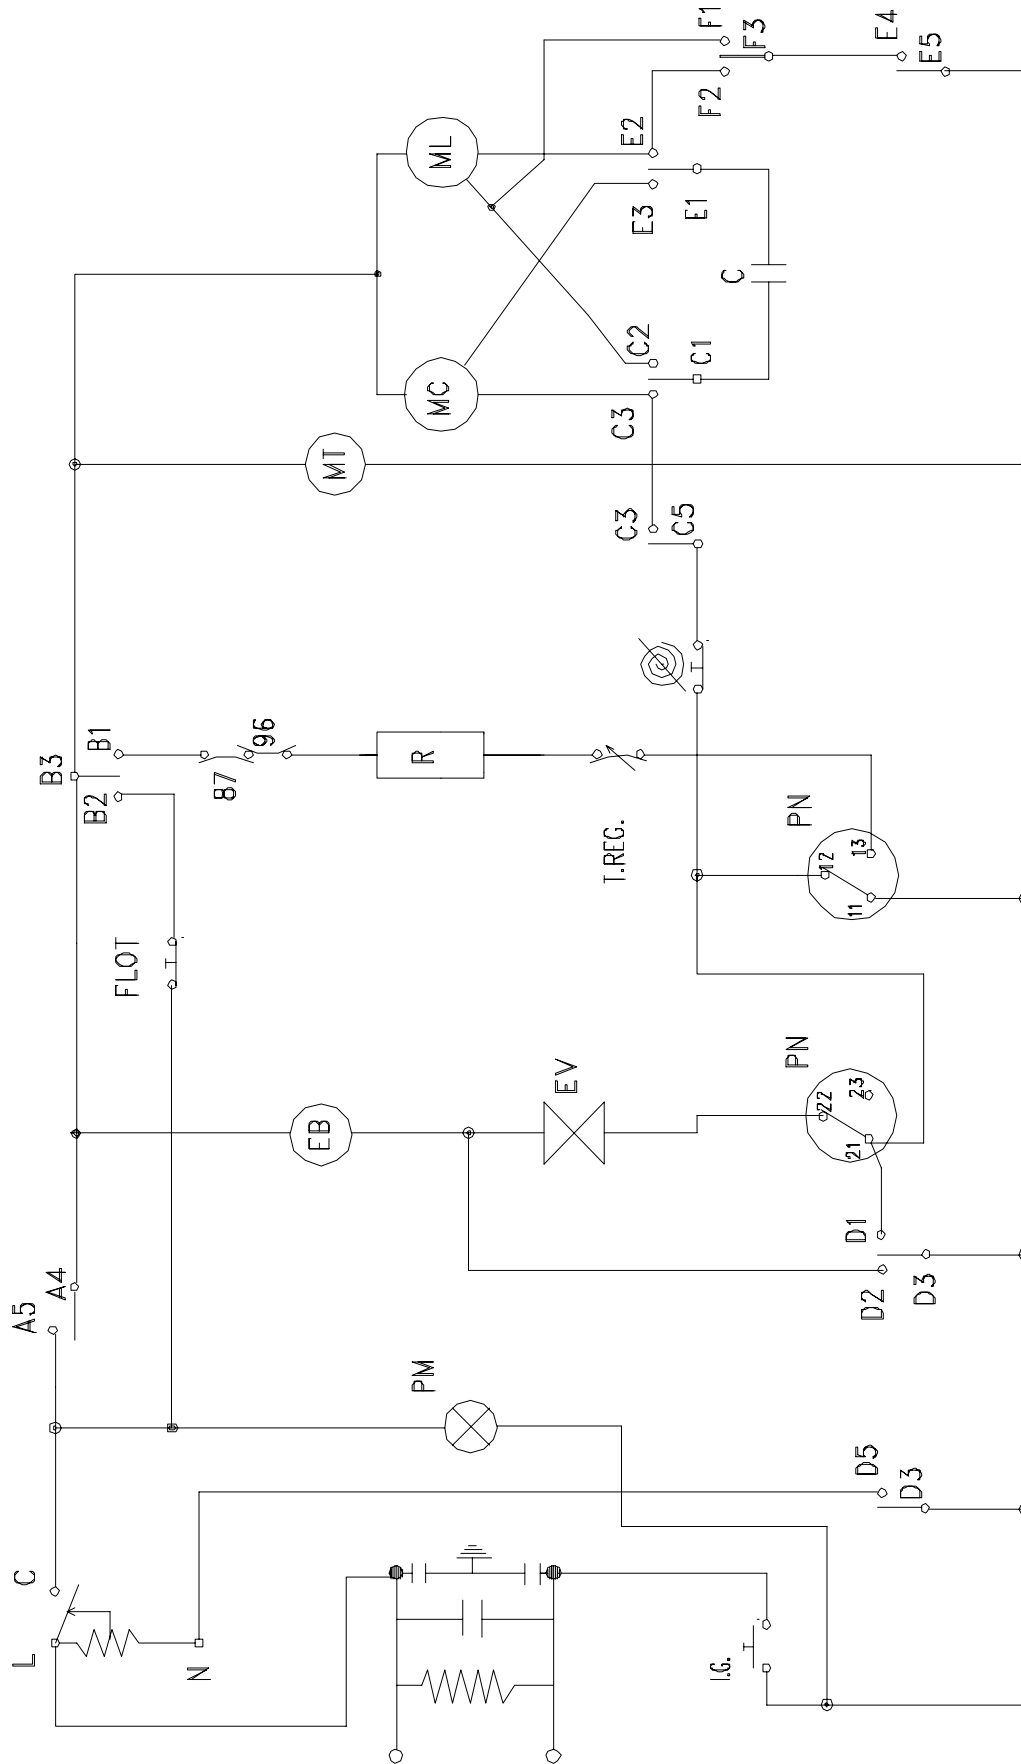 L
C
A5
A4
B3
N
D5
D3
I.G.
PM
D2
D1
D3
EB
FLOT
EV
PN
22
23
21
B2
B1
87
96
R
T.REG.
PN
12
13
11
MT
MC
ML
C3
C5
C3
C2
C1
C
E3
E2
E1
F1
F3
F2
E4
E5